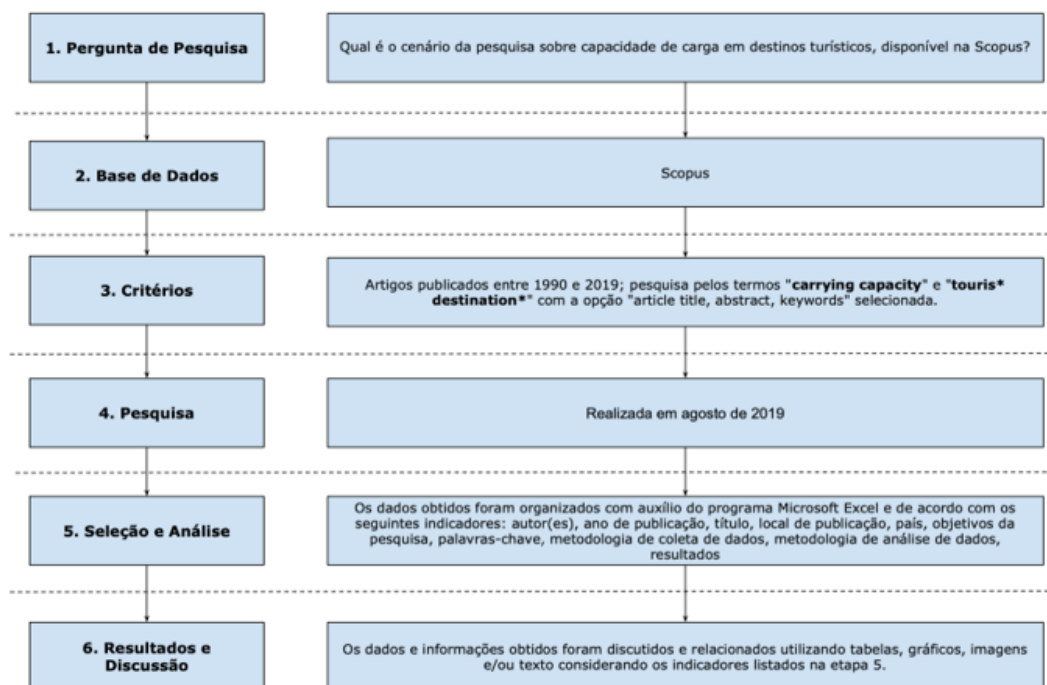 1. Pergunta de Pesquisa
Qual é o cenário da pesquisa sobre capacidade de carga em destinos turísticos, disponível na Scopus?
2. Base de Dados
Scopus
3. Critérios
Artigos publicados entre 1990 e 2019; pesquisa pelos termos "carrying capacity" e "touris*
destination*" com a opção "article title, abstract, keywords" selecionada.
4. Pesquisa
Realizada em agosto de 2019
5. Seleção e Análise
Os dados obtidos foram organizados com auxílio do programa Microsoft Excel e de acordo com os
seguintes indicadores: autor(es), ano de publicação, título, local de publicação, país, objetivos da
pesquisa, palavras-chave, metodologia de coleta de dados, metodologia de análise de dados,
resultados
6. Resultados e
Discussão
Os dados e informações obtidos foram discutidos e relacionados utilizando tabelas, gráficos, imagens
e/ou texto considerando os indicadores listados na etapa 5.